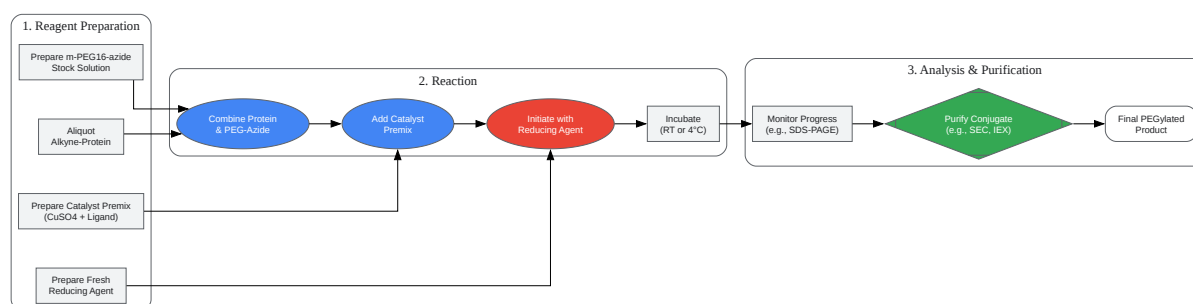 1. Reagent Preparation
Prepare m-PEG16-azide
Stock Solution
Aliquot
Alkyne-Protein
Prepare Catalyst Premix
(CuSO4 + Ligand)
Prepare Fresh
Reducing Agent
2. Reaction
Combine Protein
& PEG-Azide
Add Catalyst
Premix
Initiate with
Reducing Agent
Incubate
(RT or 4°C)
3. Analysis & Purification
Monitor Progress
(e.g., SDS-PAGE)
Purify Conjugate
(e.g., SEC, IEX)
Final PEGylated
Product